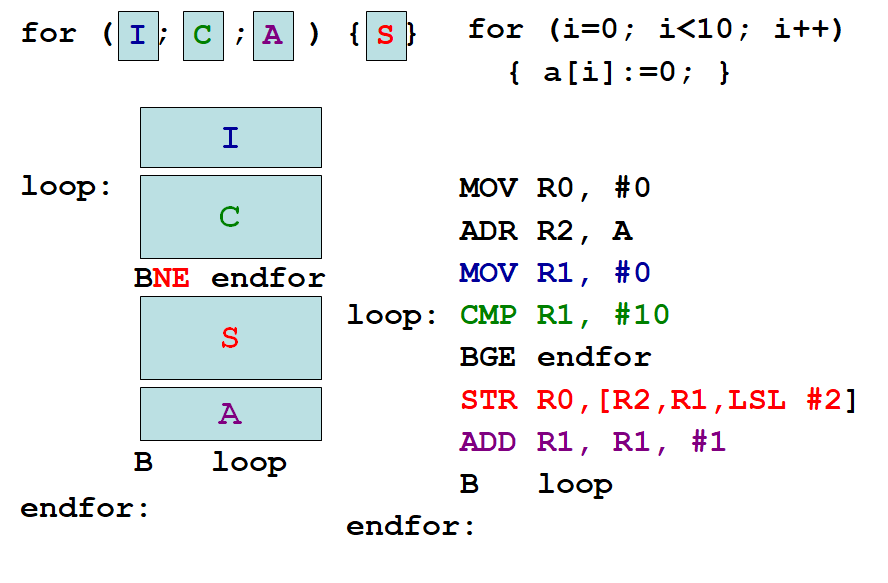 for ( I ; C ; A ) { S }
I
loop:
C
BNE endfor
S
A
B loop
endfor:
for (i=0; i<10; i++)
{ a[i]:=0; }
MOV R0, #0
ADR R2, A
MOV R1, #0
loop: CMP R1, #10
BGE endfor
STR R0,[R2,R1,LSL #2]
ADD R1, R1, #1
B loop
endfor: